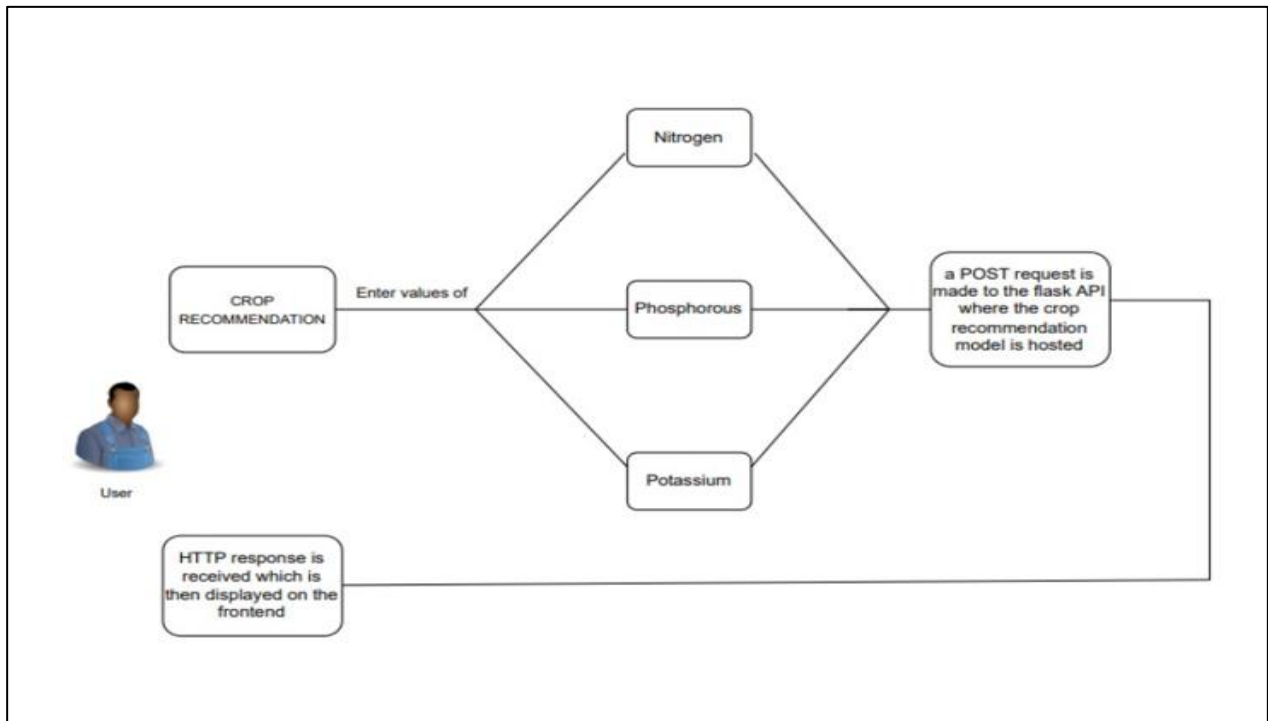 Nitrogen
CROP
RECOMMENDATION
Enter values of
Phosphorous
a POST request is
made to the flask API
where the crop
recommendation
model is hosted
Potassium
User
HTTP response is
received which is
then displayed on the
frontend